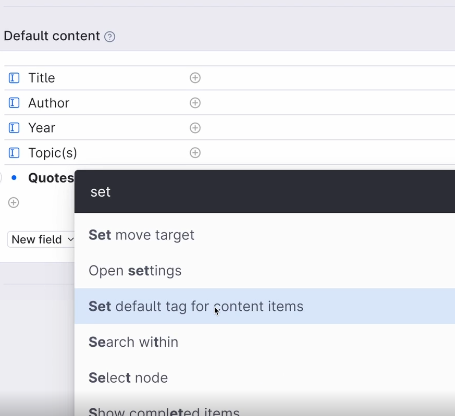 Default content
Title
Author
Year
Topic(s)
Quotes
set
New field
Set move target
Open settings
Set default tag for content items
Search within
Select node
Show completed items